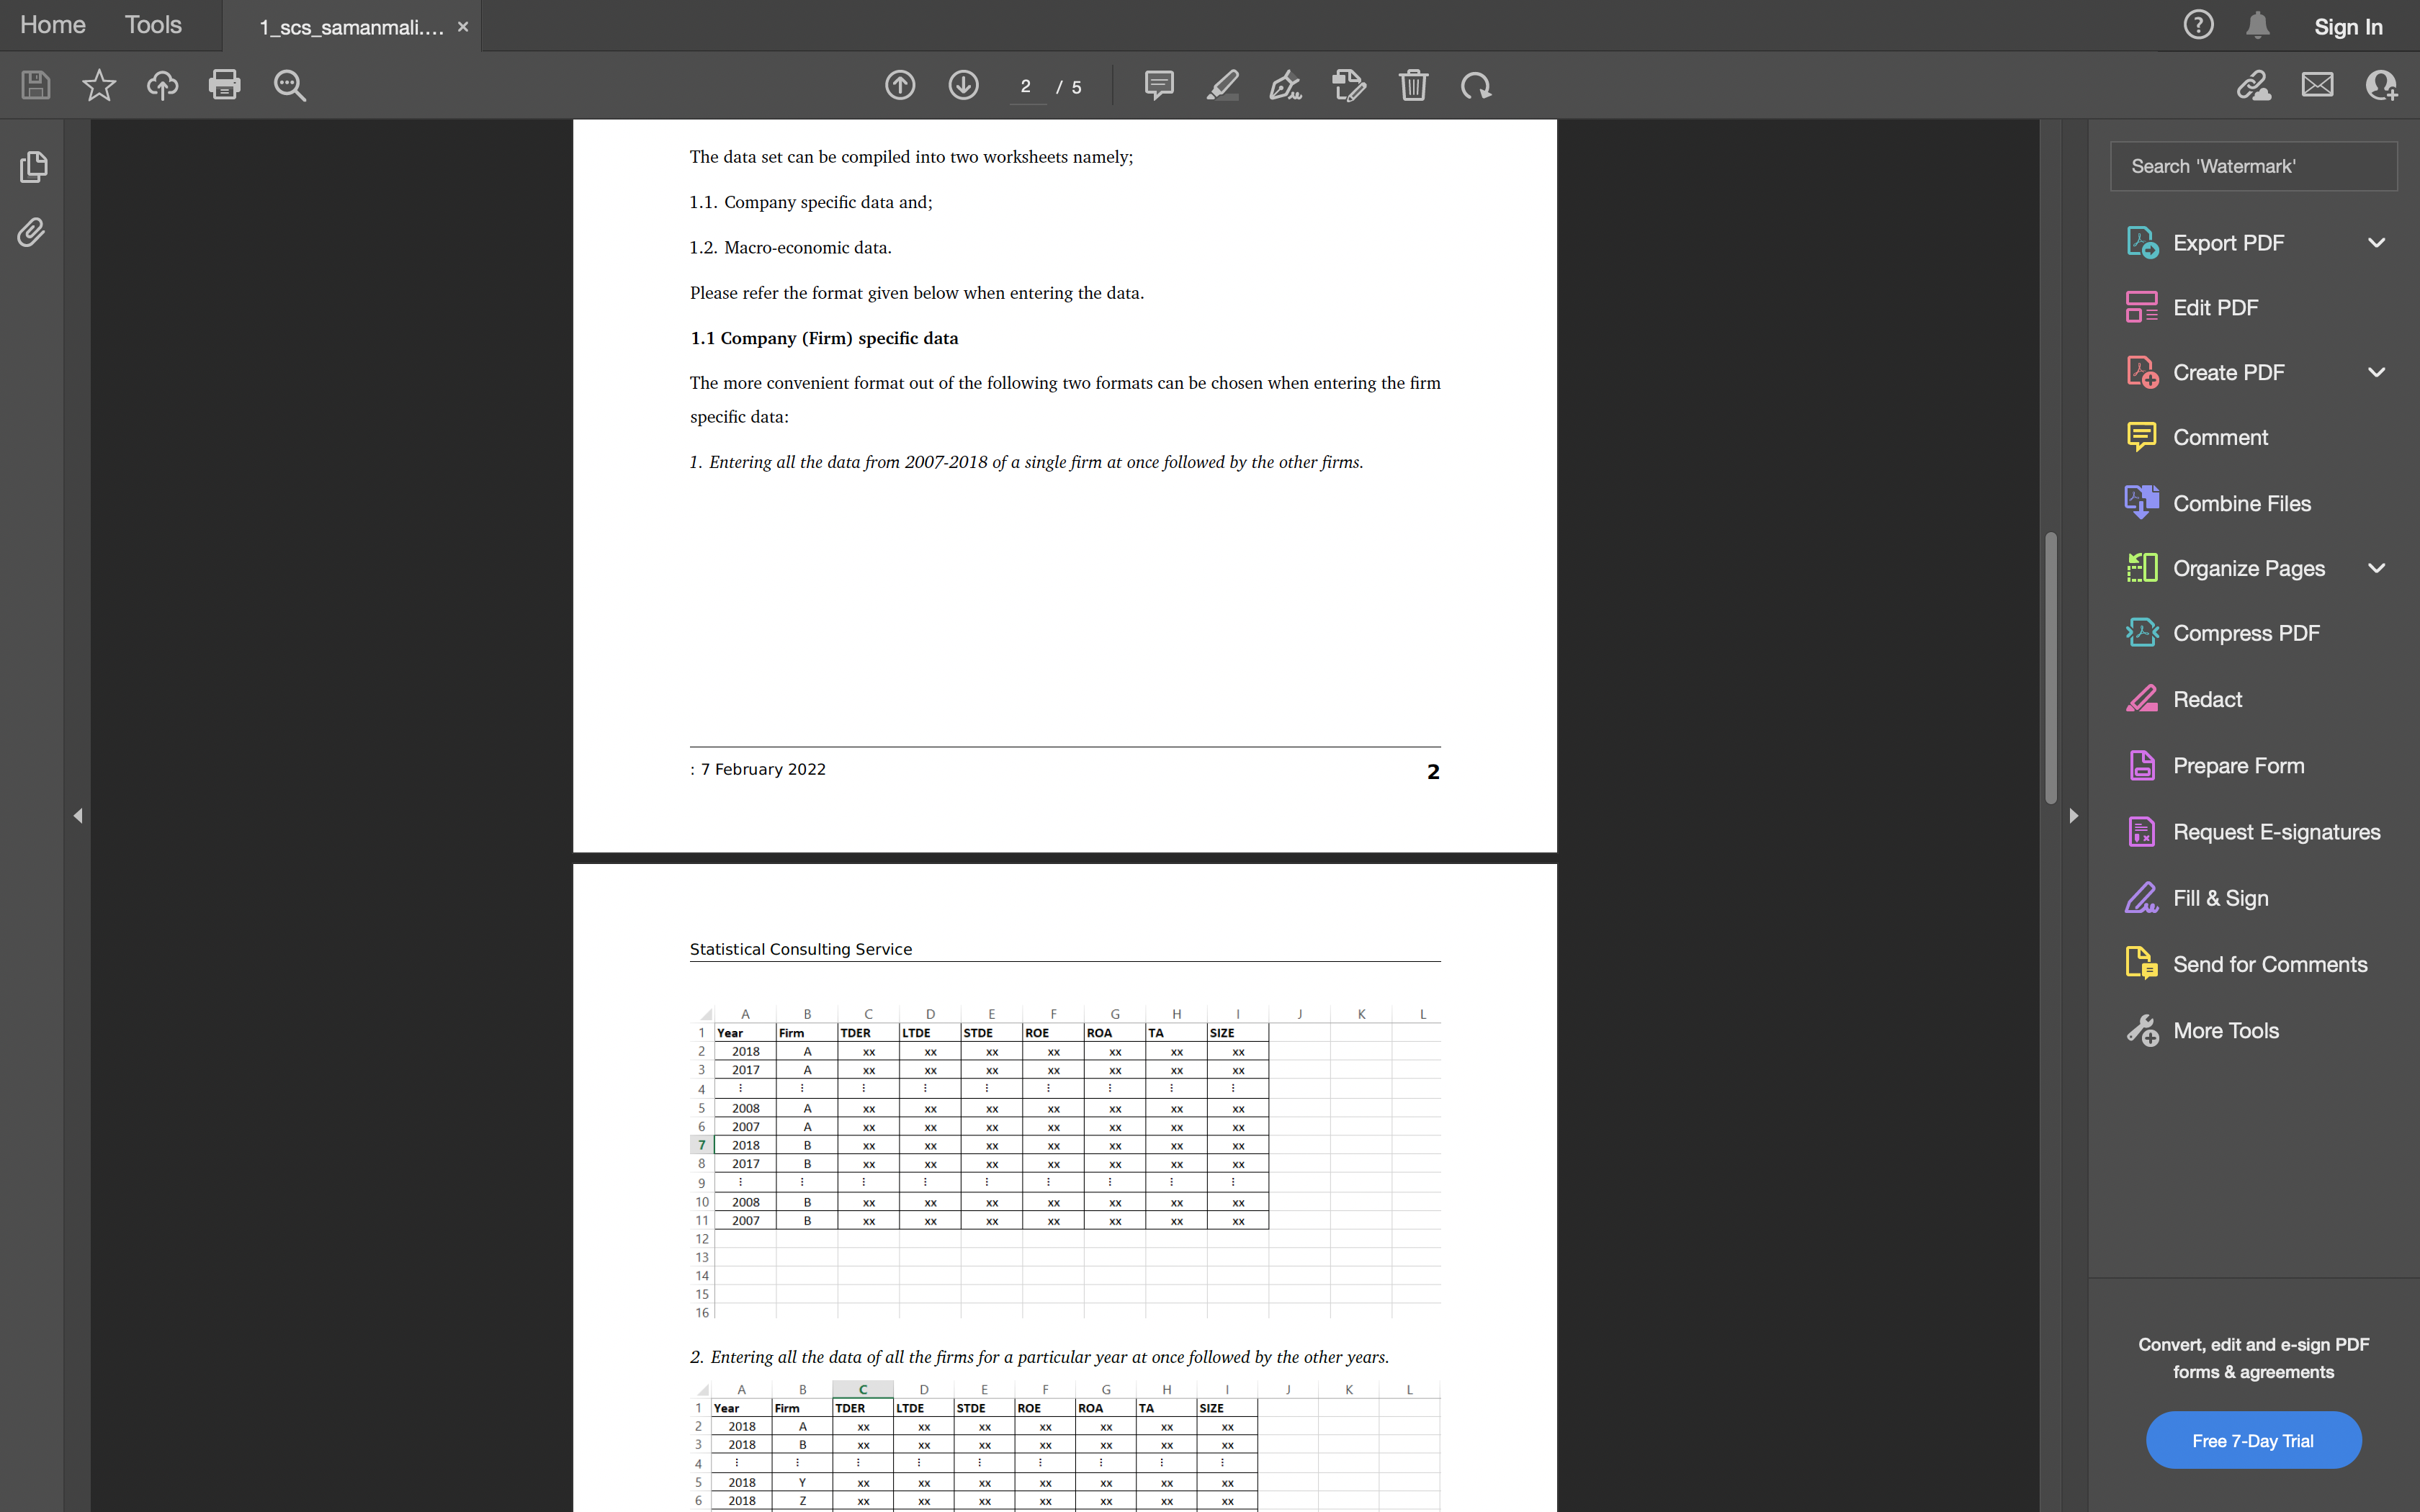 Home Tools 1_scs_samanmali.... × Sign In
2 / 5
The data set can be compiled into two worksheets namely;
1.1. Company specific data and;
1.2. Macro-economic data.
Please refer the format given below when entering the data.
1.1 Company (Firm) specific data
The more convenient format out of the following two formats can be chosen when entering the firm
specific data:
1. Entering all the data from 2007-2018 of a single firm at once followed by the other firms.
: 7 February 2022 2
Statistical Consulting Service
A B C D E F G H I J K L
1 Year Firm TDER LTDE STDE ROE ROA TA SIZE
2 2018 A xx xx xx xx xx xx xx
3 2017 A xx xx xx xx xx xx xx
4 ⋮ ⋮ ⋮ ⋮ ⋮ ⋮ ⋮ ⋮ ⋮
5 2008 A xx xx xx xx xx xx xx
6 2007 A xx xx xx xx xx xx xx
7 2018 B xx xx xx xx xx xx xx
8 2017 B xx xx xx xx xx xx xx
9 ⋮ ⋮ ⋮ ⋮ ⋮ ⋮ ⋮ ⋮ ⋮
10 2008 B xx xx xx xx xx xx xx
11 2007 B xx xx xx xx xx xx xx
12
13
14
15
16
2. Entering all the data of all the firms for a particular year at once followed by the other years.
A B C D E F G H I J K L
1 Year Firm TDER LTDE STDE ROE ROA TA SIZE
2 2018 A xx xx xx xx xx xx xx
3 2018 B xx xx xx xx xx xx xx
4 ⋮ ⋮ ⋮ ⋮ ⋮ ⋮ ⋮ ⋮ ⋮
5 2018 Y xx xx xx xx xx xx xx
6 2018 Z xx xx xx xx xx xx xx
Search 'Watermark'
Export PDF
Edit PDF
Create PDF
Comment
Combine Files
Organize Pages
Compress PDF
Redact
Prepare Form
Request E-signatures
Fill & Sign
Send for Comments
More Tools
Convert, edit and e-sign PDF
forms & agreements
Free 7-Day Trial